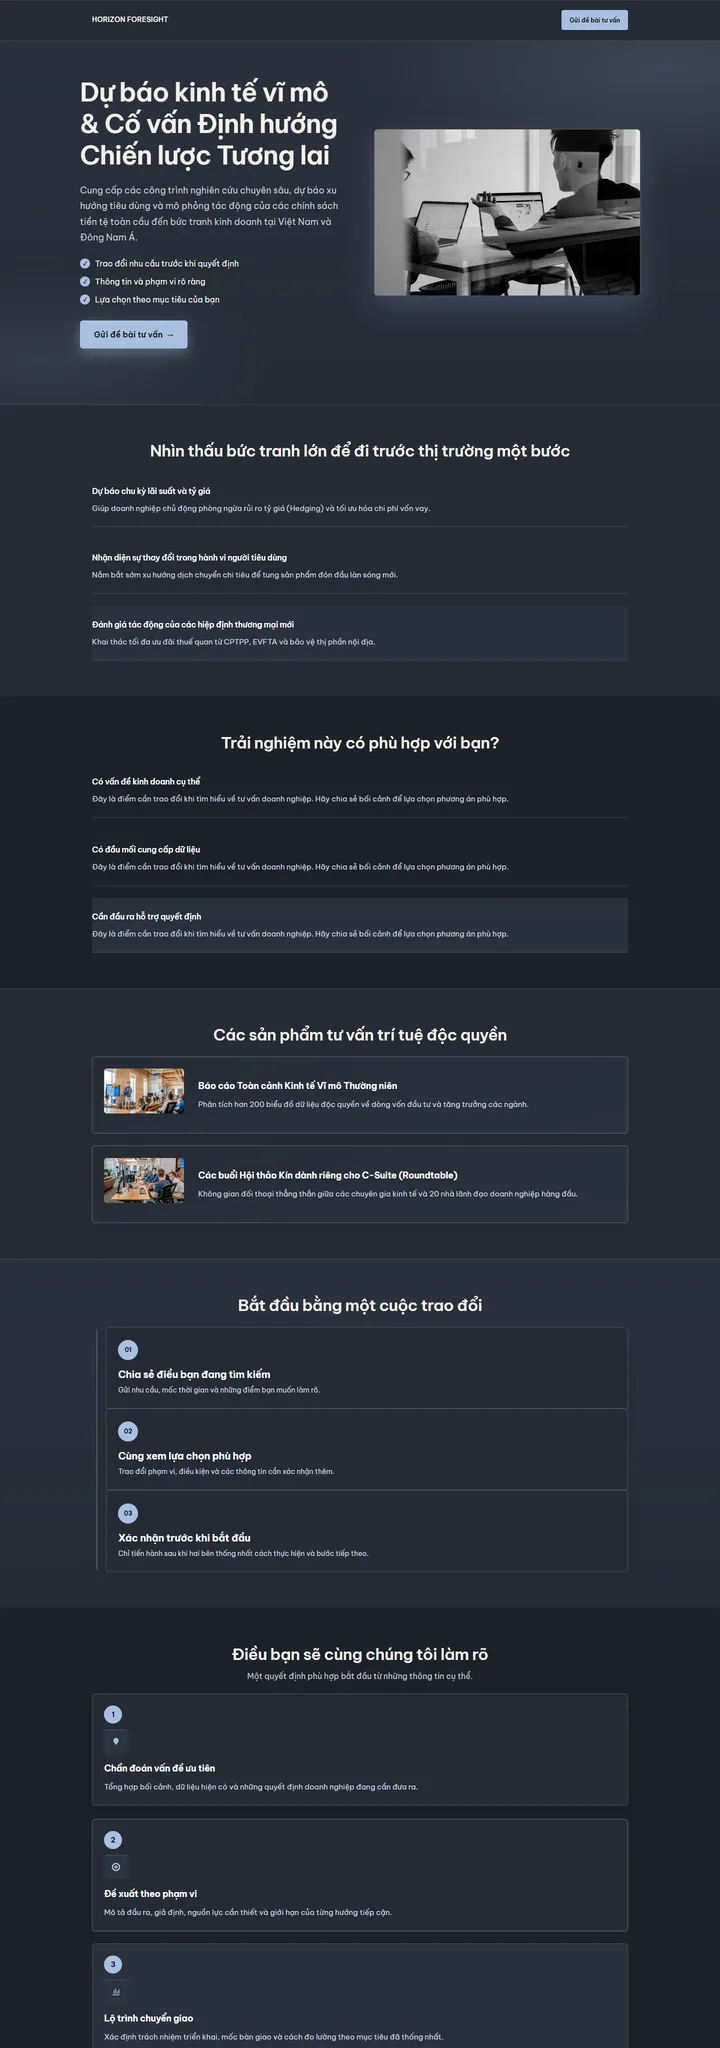 HORIZON FORESIGHT
Gửi đề bài tư vấn
Dự báo kinh tế vĩ mô
& Cố vấn Định hướng
Chiến lược Tương lai
Cung cấp các công trình nghiên cứu chuyên sâu, dự báo xu
hướng tiêu dùng và mô phỏng tác động của các chính sách
tiền tệ toàn cầu đến bức tranh kinh doanh tại Việt Nam và
Đông Nam Á.
✓ Trao đổi nhu cầu trước khi quyết định
✓ Thông tin và phạm vi rõ ràng
✓ Lựa chọn theo mục tiêu của bạn
Gửi đề bài tư vấn →
Nhìn thấu bức tranh lớn để đi trước thị trường một bước
Dự báo chu kỳ lãi suất và tỷ giá
Giúp doanh nghiệp chủ động phòng ngừa rủi ro tỷ giá (Hedging) và tối ưu hóa chi phí vốn vay.
Nhận diện sự thay đổi trong hành vi người tiêu dùng
Nắm bắt sớm xu hướng dịch chuyển chi tiêu để tung sản phẩm đón đầu làn sóng mới.
Đánh giá tác động của các hiệp định thương mại mới
Khai thác tối đa ưu đãi thuế quan từ CPTPP, EVFTA và bảo vệ thị phần nội địa.
Trải nghiệm này có phù hợp với bạn?
Có vấn đề kinh doanh cụ thể
Đây là điểm cần trao đổi khi tìm hiểu về tư vấn doanh nghiệp. Hãy chia sẻ bối cảnh để lựa chọn phương án phù hợp.
Có đầu mối cung cấp dữ liệu
Đây là điểm cần trao đổi khi tìm hiểu về tư vấn doanh nghiệp. Hãy chia sẻ bối cảnh để lựa chọn phương án phù hợp.
Cần đầu ra hỗ trợ quyết định
Đây là điểm cần trao đổi khi tìm hiểu về tư vấn doanh nghiệp. Hãy chia sẻ bối cảnh để lựa chọn phương án phù hợp.
Các sản phẩm tư vấn trí tuệ độc quyền
Báo cáo Toàn cảnh Kinh tế Vĩ mô Thường niên
Phân tích hơn 200 biểu đồ dữ liệu độc quyền về dòng vốn đầu tư và tăng trưởng các ngành.
Các buổi Hội thảo Kín dành riêng cho C-Suite (Roundtable)
Không gian đối thoại thẳng thắn giữa các chuyên gia kinh tế và 20 nhà lãnh đạo doanh nghiệp hàng đầu.
Bắt đầu bằng một cuộc trao đổi
01
Chia sẻ điều bạn đang tìm kiếm
Gửi nhu cầu, mốc thời gian và những điểm bạn muốn làm rõ.
02
Cùng xem lựa chọn phù hợp
Trao đổi phạm vi, điều kiện và các thông tin cần xác nhận thêm.
03
Xác nhận trước khi bắt đầu
Chỉ tiến hành sau khi hai bên thống nhất cách thực hiện và bước tiếp theo.
Điều bạn sẽ cùng chúng tôi làm rõ
Một quyết định phù hợp bắt đầu từ những thông tin cụ thể.
1
Chẩn đoán vấn đề ưu tiên
Tổng hợp bối cảnh, dữ liệu hiện có và những quyết định doanh nghiệp đang cần đưa ra.
2
Đề xuất theo phạm vi
Mô tả đầu ra, giả định, nguồn lực cần thiết và giới hạn của từng hướng tiếp cận.
3
Lộ trình chuyển giao
Xác định trách nhiệm triển khai, mốc bàn giao và cách đo lường theo mục tiêu đã thống nhất.